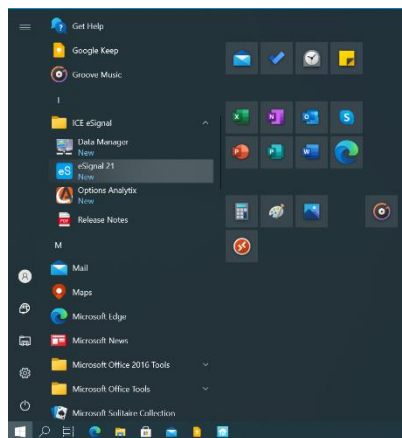 Get Help
Google Keep
Groove Music
I
ICE eSignal
Data Manager
New
eS
eSignal 21
New
Options Analytix
New
Release Notes
M
Mail
Maps
Microsoft Edge
Microsoft News
Microsoft Office 2016 Tools
Microsoft Office Tools
Microsoft Solitaire Collection